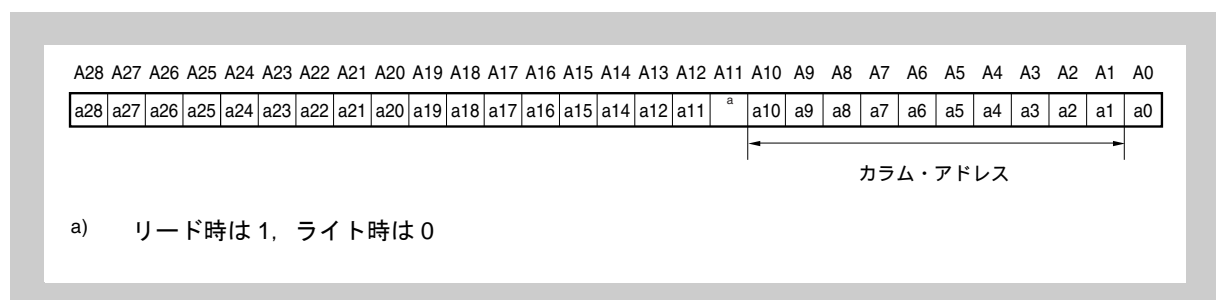 A28 A27 A26 A25 A24 A23 A22 A21 A20 A19 A18 A17 A16 A15 A14 A13 A12 A11 A10 A9 A8 A7 A6 A5 A4 A3 A2 A1 A0
a28 a27 a26 a25 a24 a23 a22 a21 a20 a19 a18 a17 a16 a15 a14 a12 a11 a a10 a9 a8 a7 a6 a5 a4 a3 a2 a1 a0
カラム・アドレス
a) リード時は 1, ライト時は 0